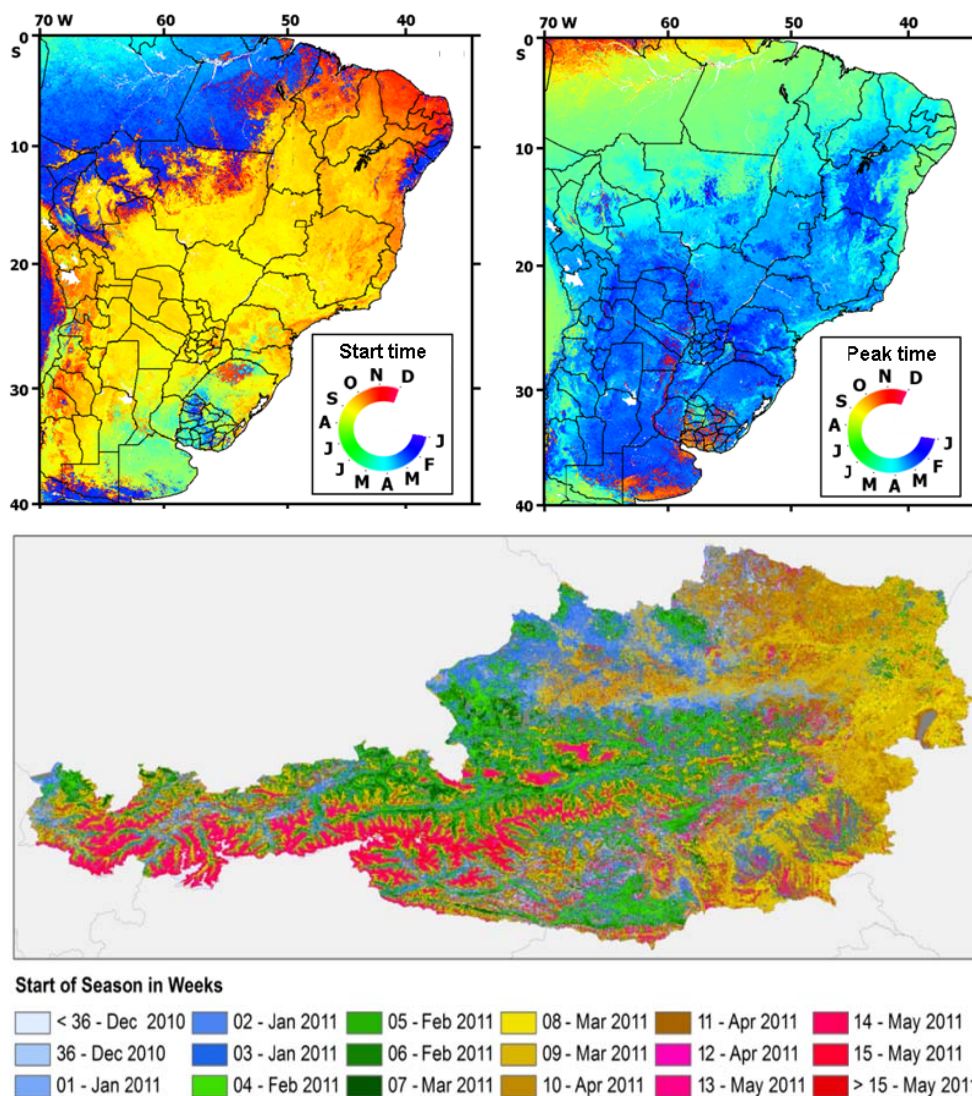 70 W 60 50 40
0
S
10
20
30
40
Start time
J F M A M J J A S O N D
70 W 60 50 40
0
S
10
20
30
40
Peak time
J F M A M J J A S O N D
Start of Season in Weeks
< 36 - Dec 2010 02 - Jan 2011 05 - Feb 2011 08 - Mar 2011 11 - Apr 2011 14 - May 2011
36 - Dec 2010 03 - Jan 2011 06 - Feb 2011 09 - Mar 2011 12 - Apr 2011 15 - May 2011
01 - Jan 2011 04 - Feb 2011 07 - Mar 2011 10 - Apr 2011 13 - May 2011 > 15 - May 2011